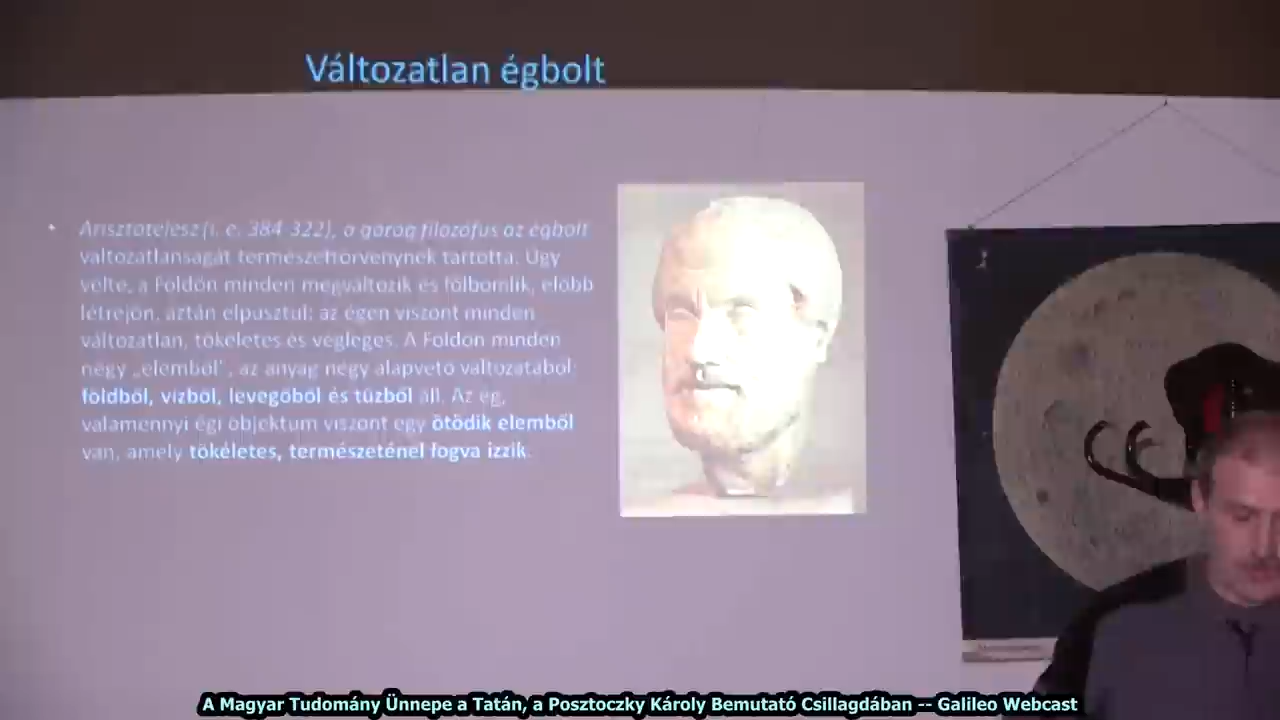 Változatlan égbolt
• Arisztotelész (i. e. 384-322), a görög filozófus az égbolt
változatlanságát természettörvénynek tartotta. Úgy
vélte, a Földön minden megváltozik és fölbomlik, előbb
létrejön, aztán elpusztul; az égen viszont minden
változatlan, tökéletes és végleges. A Földön minden
négy „elemből", az anyag négy alapvető változatából:
földből, vízből, levegőből és tűzből áll. Az ég,
valamennyi égi objektum viszont egy ötödik elemből
van, amely tökéletes, természeténél fogva izzik.
A Magyar Tudomány Ünnepe a Tatán, a Posztoczky Károly Bemutató Csillagdában -- Galileo Webcast